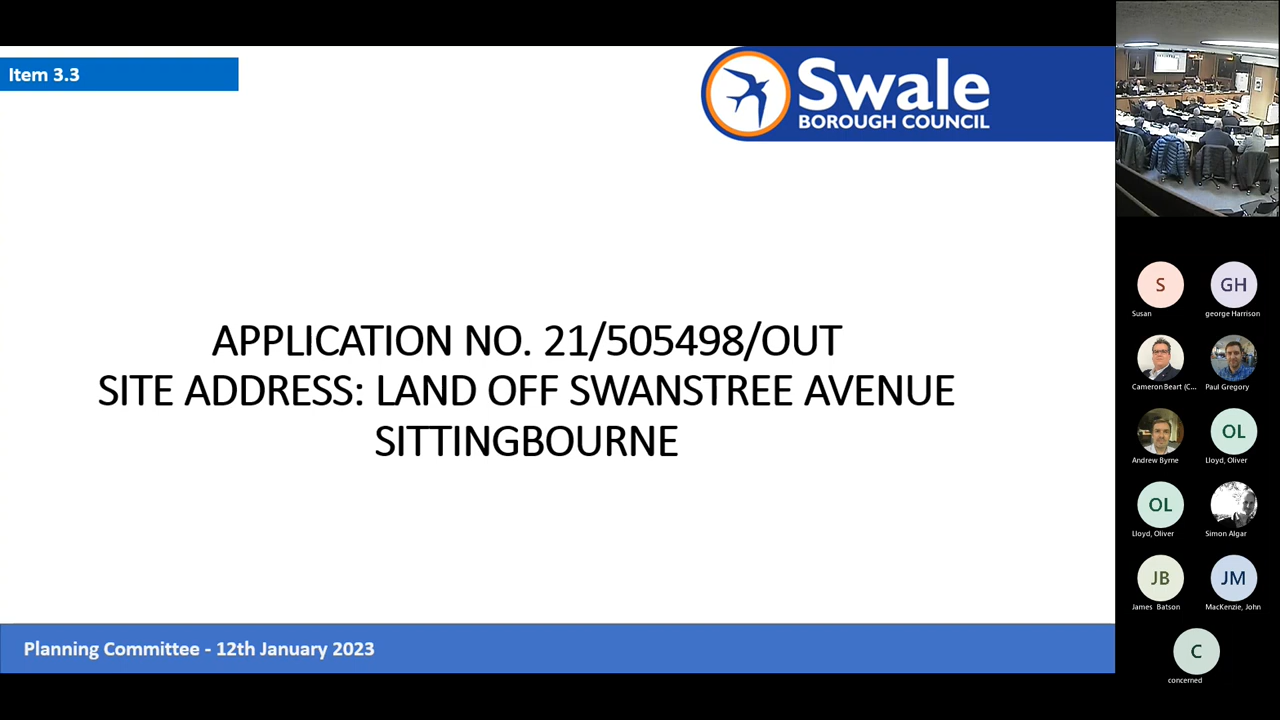 Item 3.3
Swale
BOROUGH COUNCIL
APPLICATION NO. 21/505498/OUT
SITE ADDRESS: LAND OFF SWANSTREE AVENUE
SITTINGBOURNE
Planning Committee - 12th January 2023
S
GH
Susan
george Harrison
Cameron Beart (C...
Paul Gregory
OL
Andrew Byrne
Lloyd, Oliver
OL
Lloyd, Oliver
Simon Algar
JB
JM
James Batson
MacKenzie, John
C
concerned